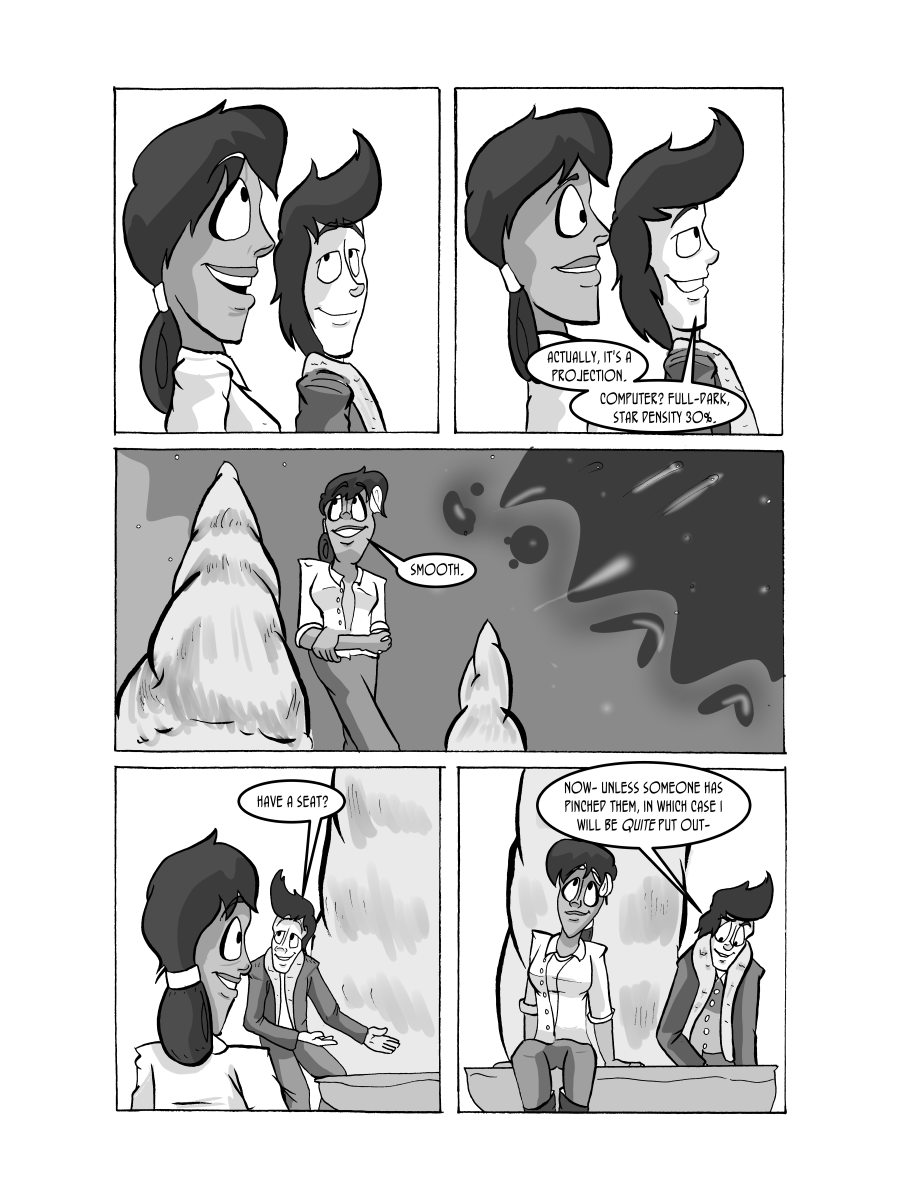 ACTUALLY, IT'S A
PROJECTION.
COMPUTER? FULL-DARK,
STAR DENSITY 30%.
SMOOTH.
HAVE A SEAT?
NOW- UNLESS SOMEONE HAS
PINCHED THEM, IN WHICH CASE I
WILL BE QUITE PUT OUT-